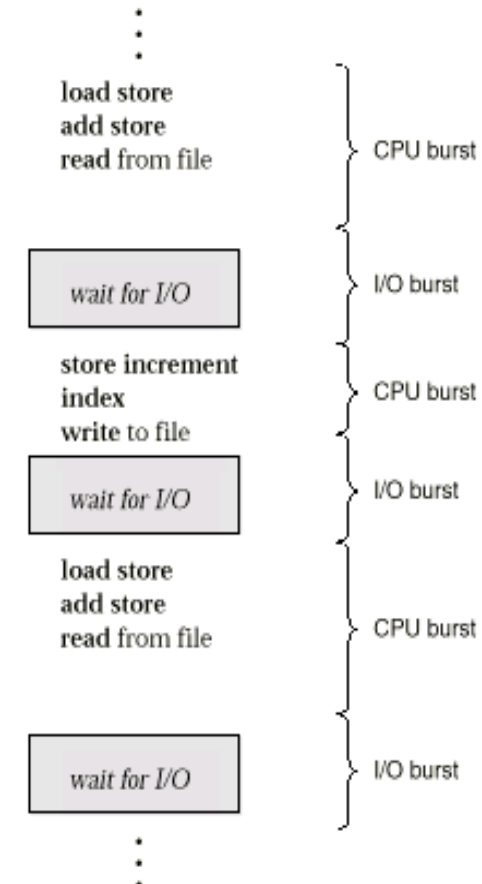 load store
add store
read from file
CPU burst
wait for I/O
I/O burst
store increment
index
write to file
CPU burst
wait for I/O
I/O burst
load store
add store
read from file
CPU burst
wait for I/O
I/O burst